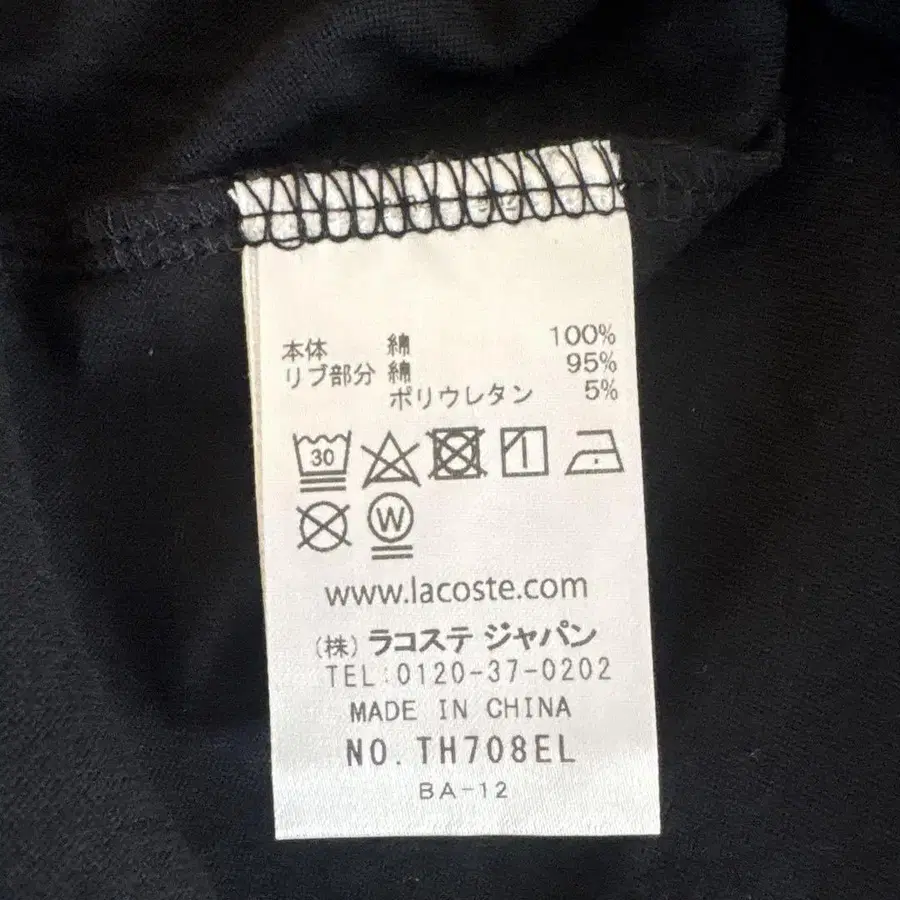 本体 綿 100%
リブ部分 綿 95%
ポリウレタン 5%
30
W
www.lacoste.com
(株) ラコステ ジャパン
TEL:0120-37-0202
MADE IN CHINA
NO.TH708EL
BA-12